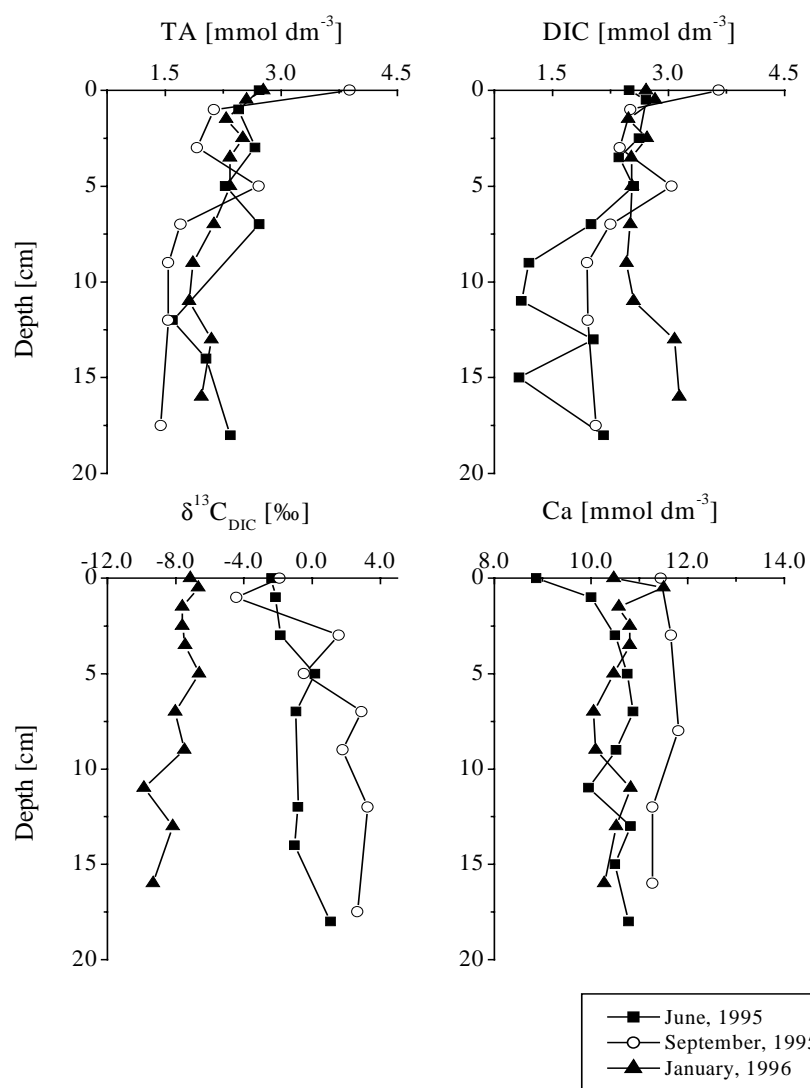 TA [mmol dm-3]
DIC [mmol dm-3]
1.5 3.0 4.5
1.5 3.0 4.5
0
5
10
15
20
Depth [cm]
0
5
10
15
20
δ13CDIC [‰]
Ca [mmol dm-3]
-12.0 -8.0 -4.0 0.0 4.0
8.0 10.0 12.0 14.0
0
5
10
15
20
Depth [cm]
0
5
10
15
20
June, 1995
September, 1995
January, 1996